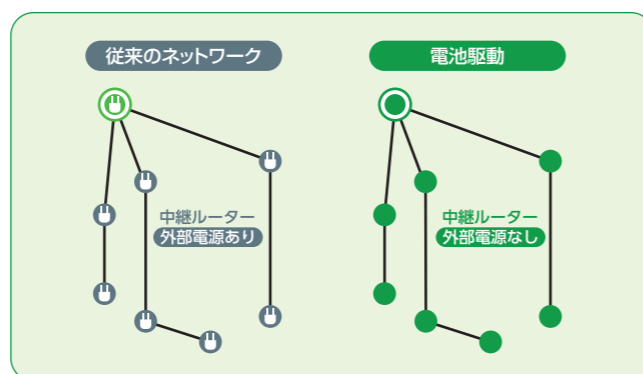 従来のネットワーク
電池駆動
中継ルーター
外部電源あり
中継ルーター
外部電源なし